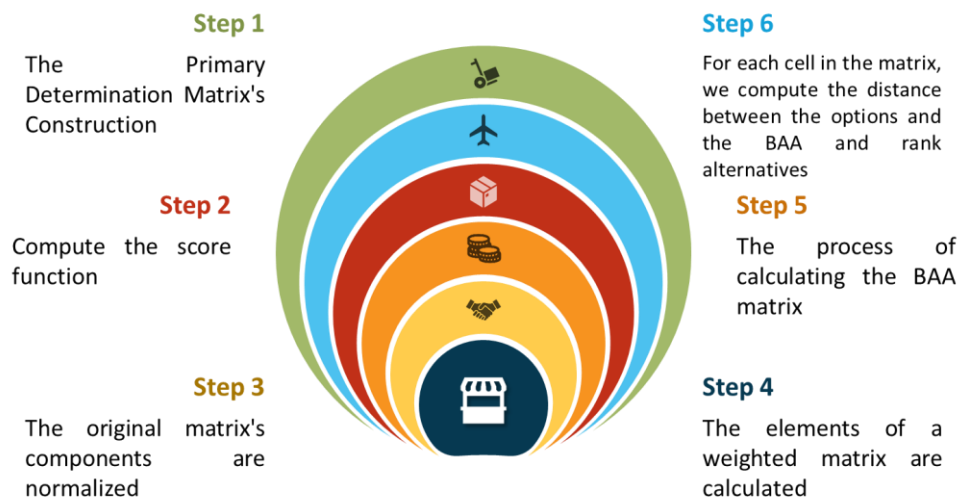 Step 1
The Primary
Determination Matrix's
Construction
Step 2
Compute the score
function
Step 3
The original matrix's
components are
normalized
Step 6
For each cell in the matrix,
we compute the distance
between the options and
the BAA and rank
alternatives
Step 5
The process of
calculating the BAA
matrix
Step 4
The elements of a
weighted matrix are
calculated